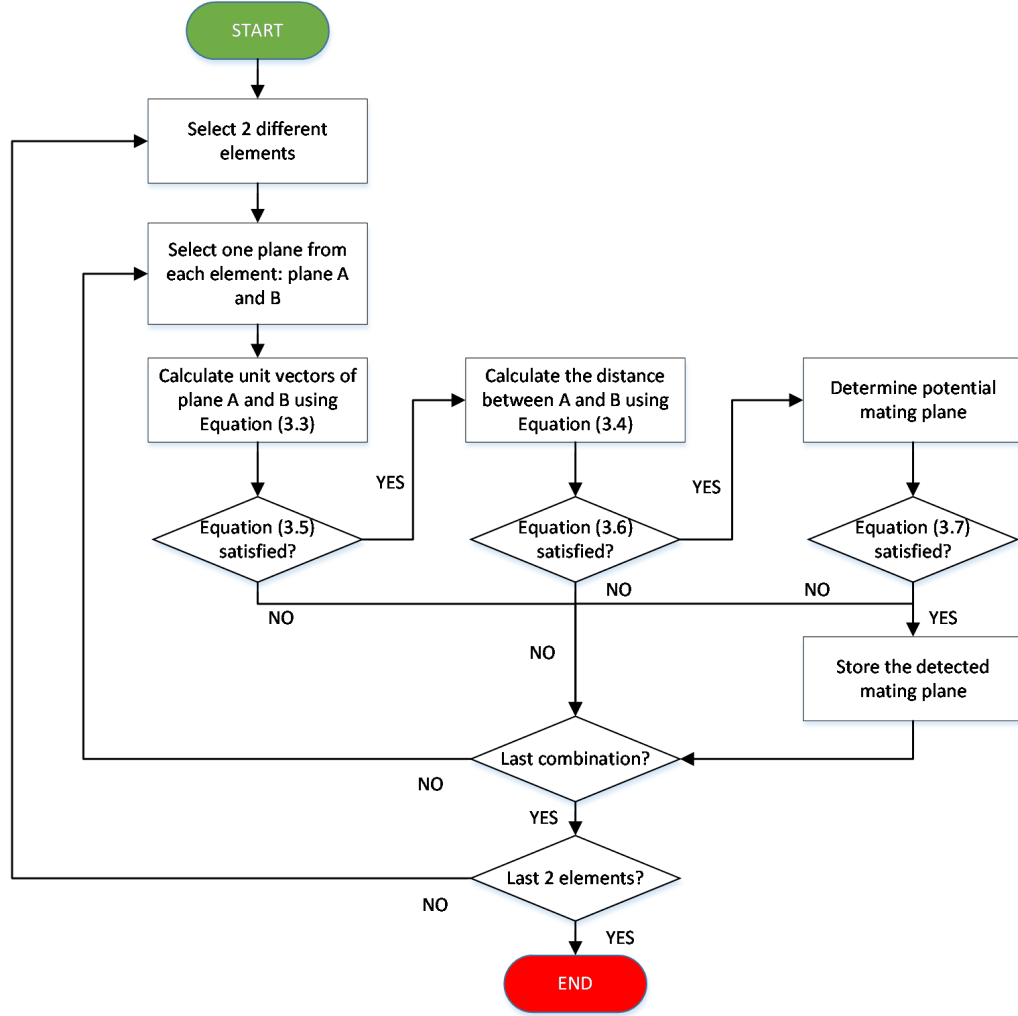 START
Select 2 different
elements
Select one plane from
each element: plane A
and B
Calculate unit vectors of
plane A and B using
Equation (3.3)
Calculate the distance
between A and B using
Equation (3.4)
Determine potential
mating plane
YES
YES
Equation (3.5)
satisfied?
Equation (3.6)
satisfied?
Equation (3.7)
satisfied?
NO
NO
NO
YES
NO
Store the detected
mating plane
Last combination?
NO
YES
Last 2 elements?
NO
YES
END